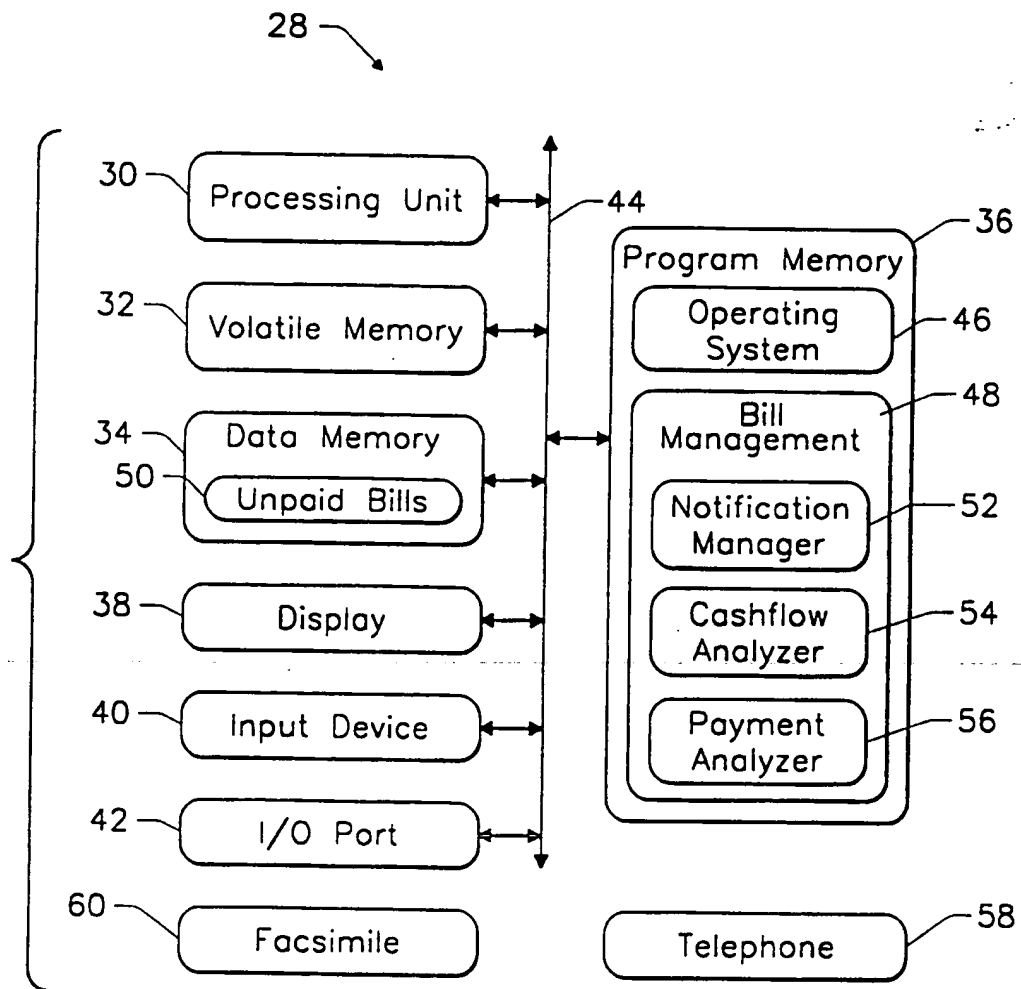 28
30
Processing Unit
44
36
Program Memory
32
Volatile Memory
Operating
System
46
34
Data Memory
50
Unpaid Bills
Bill
Management
48
Notification
Manager
52
38
Display
Cashflow
Analyzer
54
40
Input Device
Payment
Analyzer
56
42
I/O Port
60
Facsimile
Telephone
58